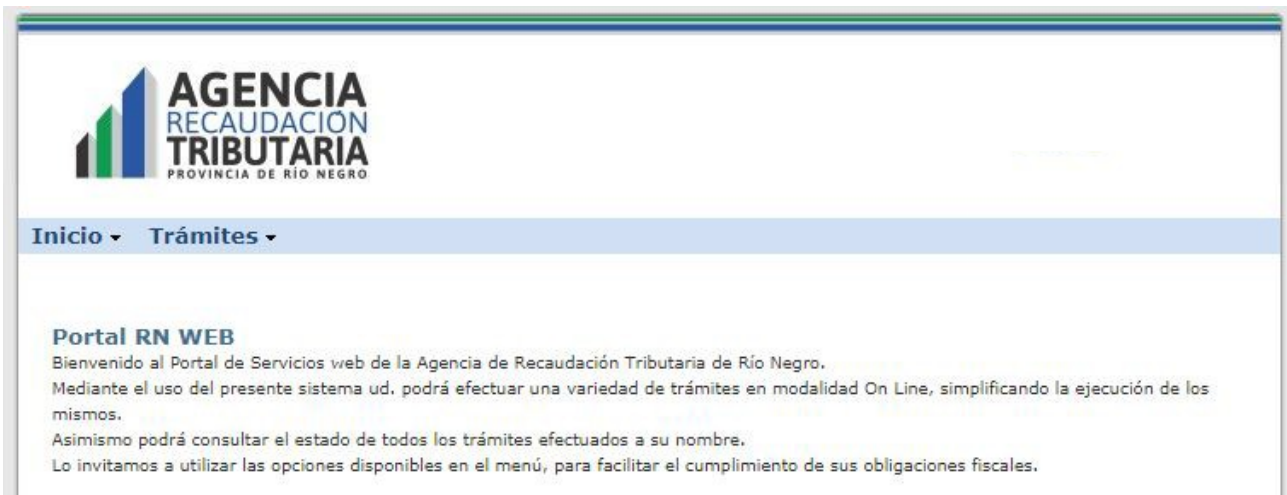 AGENCIA
RECAUDACIÓN
TRIBUTARIA
PROVINCIA DE RÍO NEGRO
Inicio Trámites
Portal RN WEB
Bienvenido al Portal de Servicios web de la Agencia de Recaudación Tributaria de Río Negro.
Mediante el uso del presente sistema ud. podrá efectuar una variedad de trámites en modalidad On Line, simplificando la ejecución de los
mismos.
Asimismo podrá consultar el estado de todos los trámites efectuados a su nombre.
Lo invitamos a utilizar las opciones disponibles en el menú, para facilitar el cumplimiento de sus obligaciones fiscales.